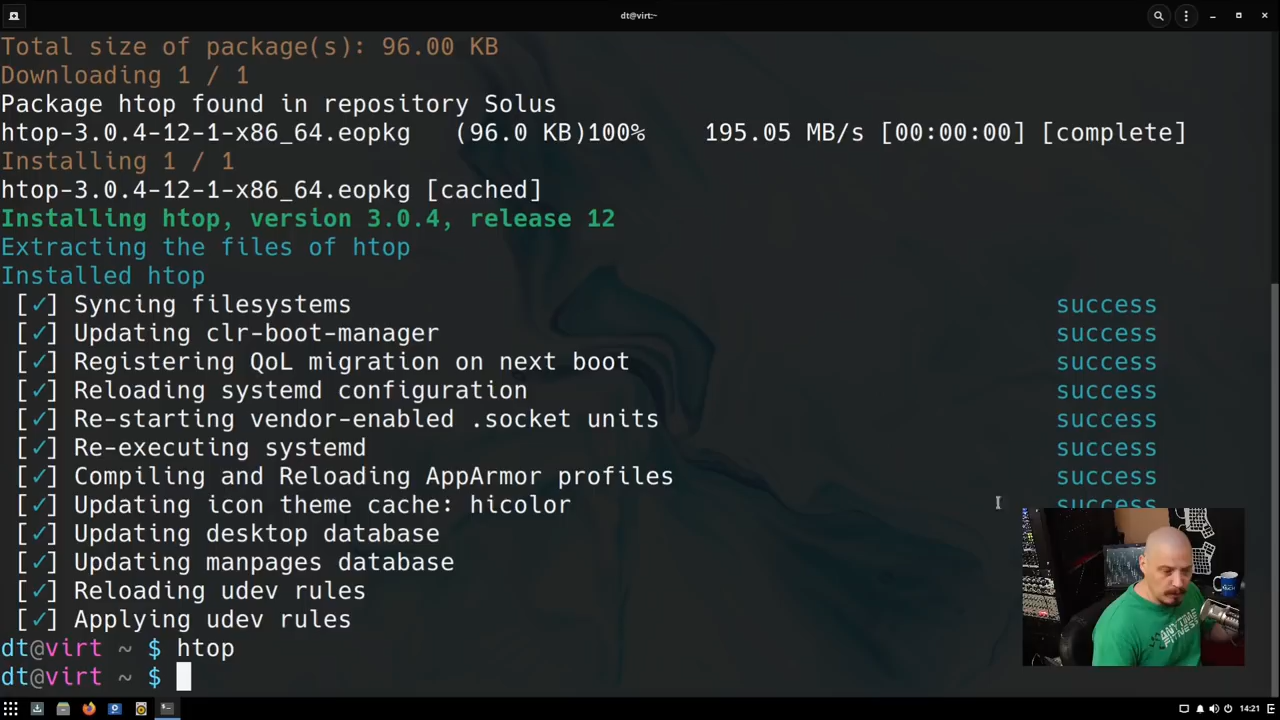 dt@virt:~
Total size of package(s): 96.00 KB
Downloading 1 / 1
Package htop found in repository Solus
htop-3.0.4-12-1-x86_64.eopkg (96.0 KB)100% 195.05 MB/s [00:00:00] [complete]
Installing 1 / 1
htop-3.0.4-12-1-x86_64.eopkg [cached]
Installing htop, version 3.0.4, release 12
Extracting the files of htop
Installed htop
[✓] Syncing filesystems success
[✓] Updating clr-boot-manager success
[✓] Registering QoL migration on next boot success
[✓] Reloading systemd configuration success
[✓] Re-starting vendor-enabled .socket units success
[✓] Re-executing systemd success
[✓] Compiling and Reloading AppArmor profiles success
[✓] Updating icon theme cache: hicolor success
[✓] Updating desktop database
[✓] Updating manpages database
[✓] Reloading udev rules
[✓] Applying udev rules
dt@virt ~ $ htop
dt@virt ~ $
ANYTIME
FITNESS
14:21